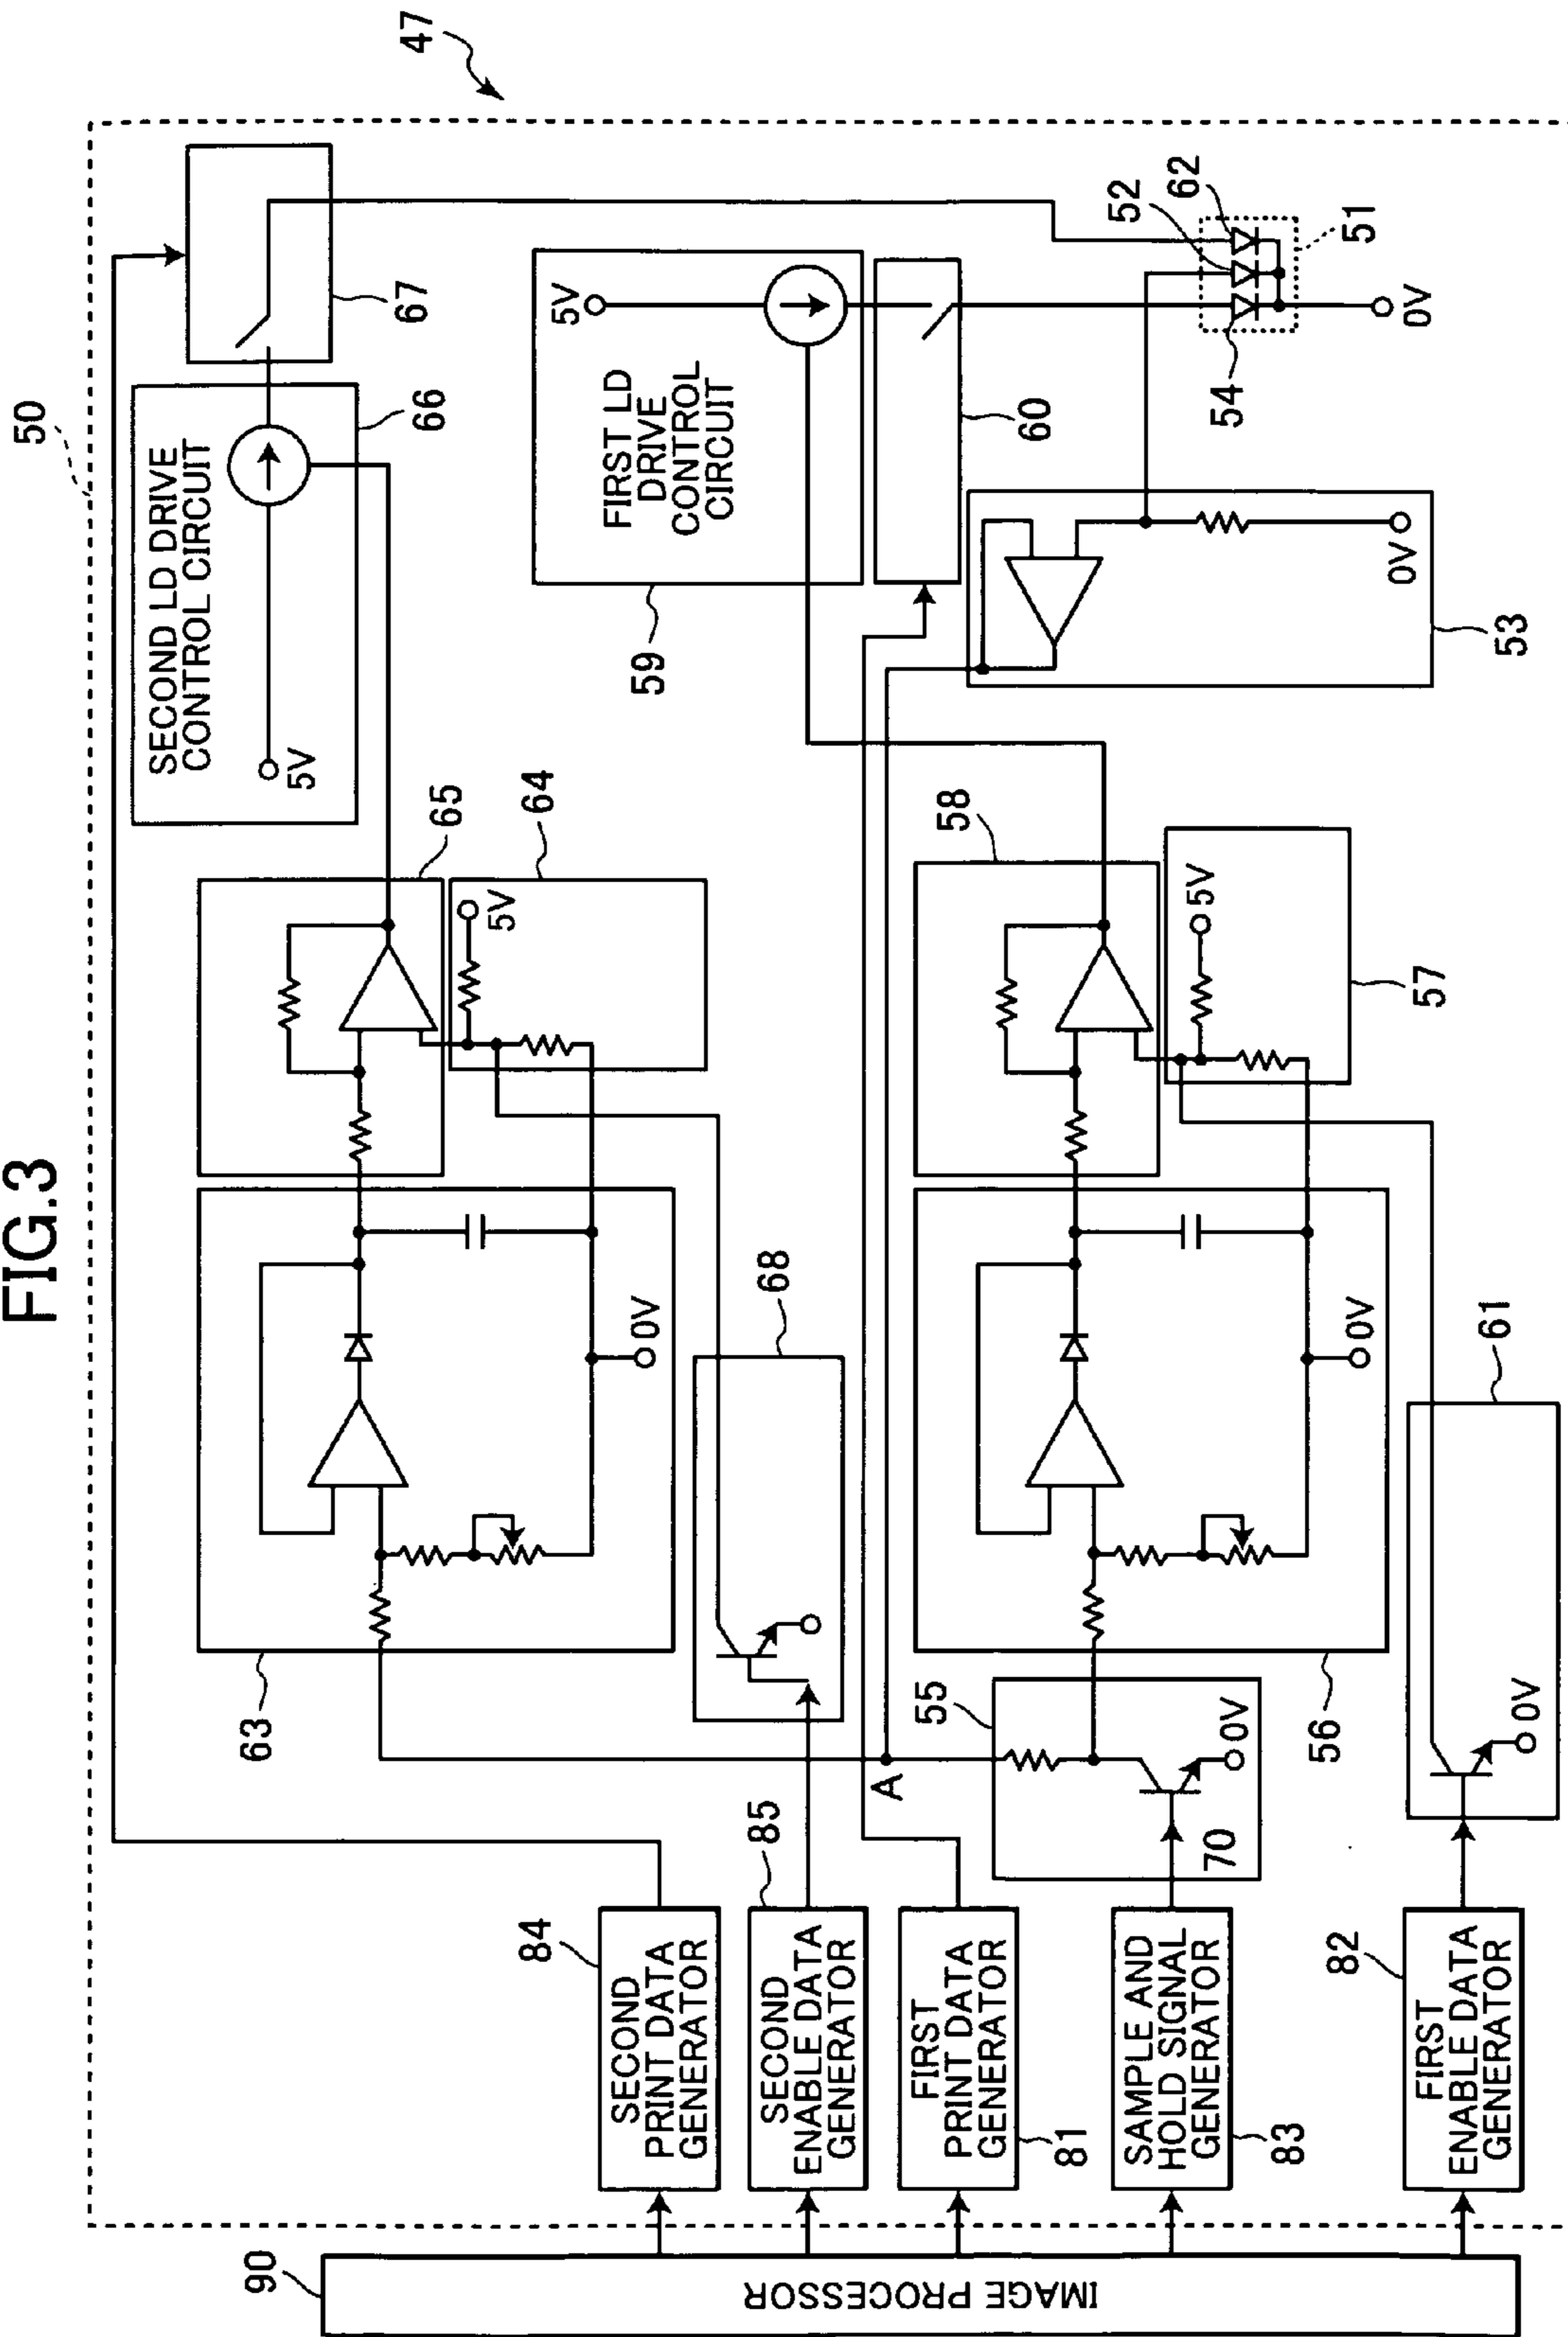 FIG.3
47
50
SECOND LD DRIVE
CONTROL CIRCUIT
5V
66
67
65
64
5V
63
0V
68
FIRST LD
DRIVE
CONTROL
CIRCUIT
5V
59
60
52
62
51
54
0V
53
0V
58
57
5V
56
0V
55
A
70
0V
61
0V
84
SECOND
PRINT DATA
GENERATOR
85
SECOND
ENABLE DATA
GENERATOR
FIRST
PRINT DATA
GENERATOR
81
SAMPLE AND
HOLD SIGNAL
GENERATOR
83
82
FIRST
ENABLE DATA
GENERATOR
90
IMAGE PROCESSOR